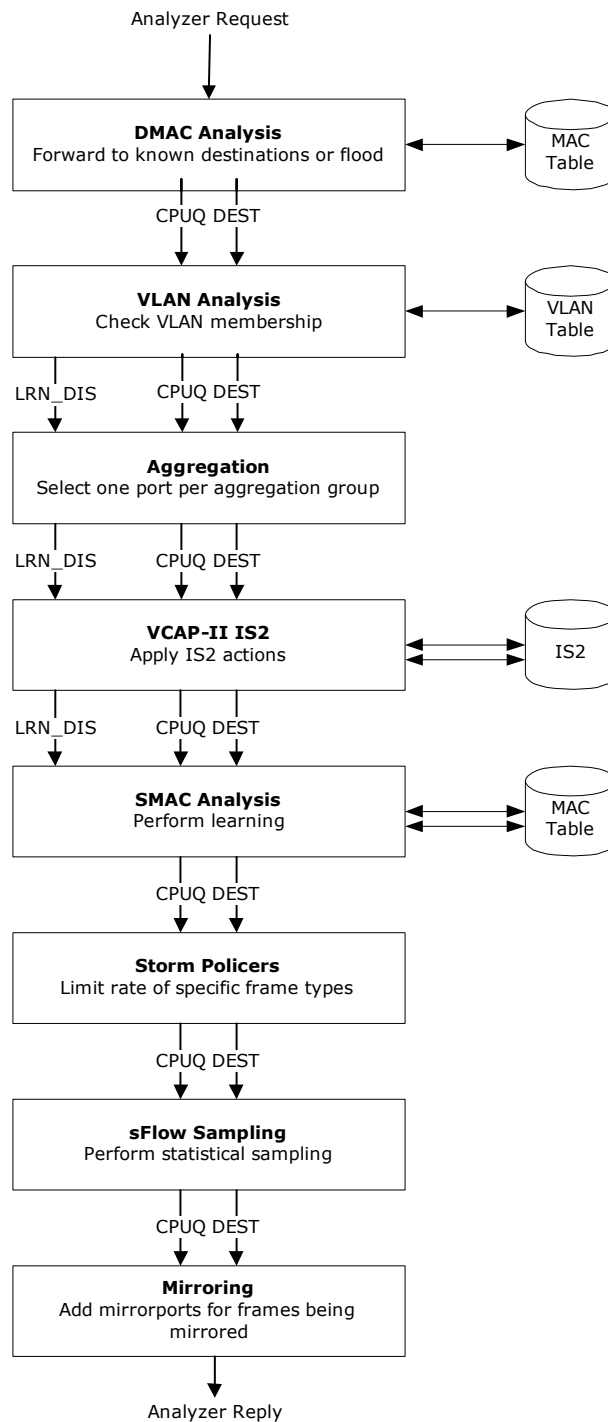 Analyzer Request
DMAC Analysis
Forward to known destinations or flood
MAC
Table
CPUQ DEST
VLAN Analysis
Check VLAN membership
VLAN
Table
LRN_DIS CPUQ DEST
Aggregation
Select one port per aggregation group
LRN_DIS CPUQ DEST
VCAP-II IS2
Apply IS2 actions
IS2
LRN_DIS CPUQ DEST
SMAC Analysis
Perform learning
MAC
Table
CPUQ DEST
Storm Policers
Limit rate of specific frame types
CPUQ DEST
sFlow Sampling
Perform statistical sampling
CPUQ DEST
Mirroring
Add mirrorports for frames being
mirrored
Analyzer Reply